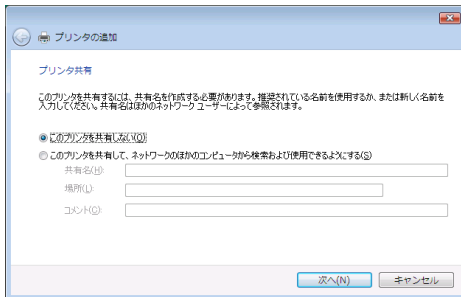 プリンタの追加
プリンタ共有
このプリンタを共有するには、共有名を作成する必要があります。推奨されている名前を使用するか、または新しく名前を
入力してください。共有名はほかのネットワーク ユーザーによって参照されます。
このプリンタを共有しない(O)
このプリンタを共有して、ネットワークのほかのコンピュータから検索および使用できるようにする(S)
共有名(H):
場所(L):
コメント(C):
次へ(N) キャンセル